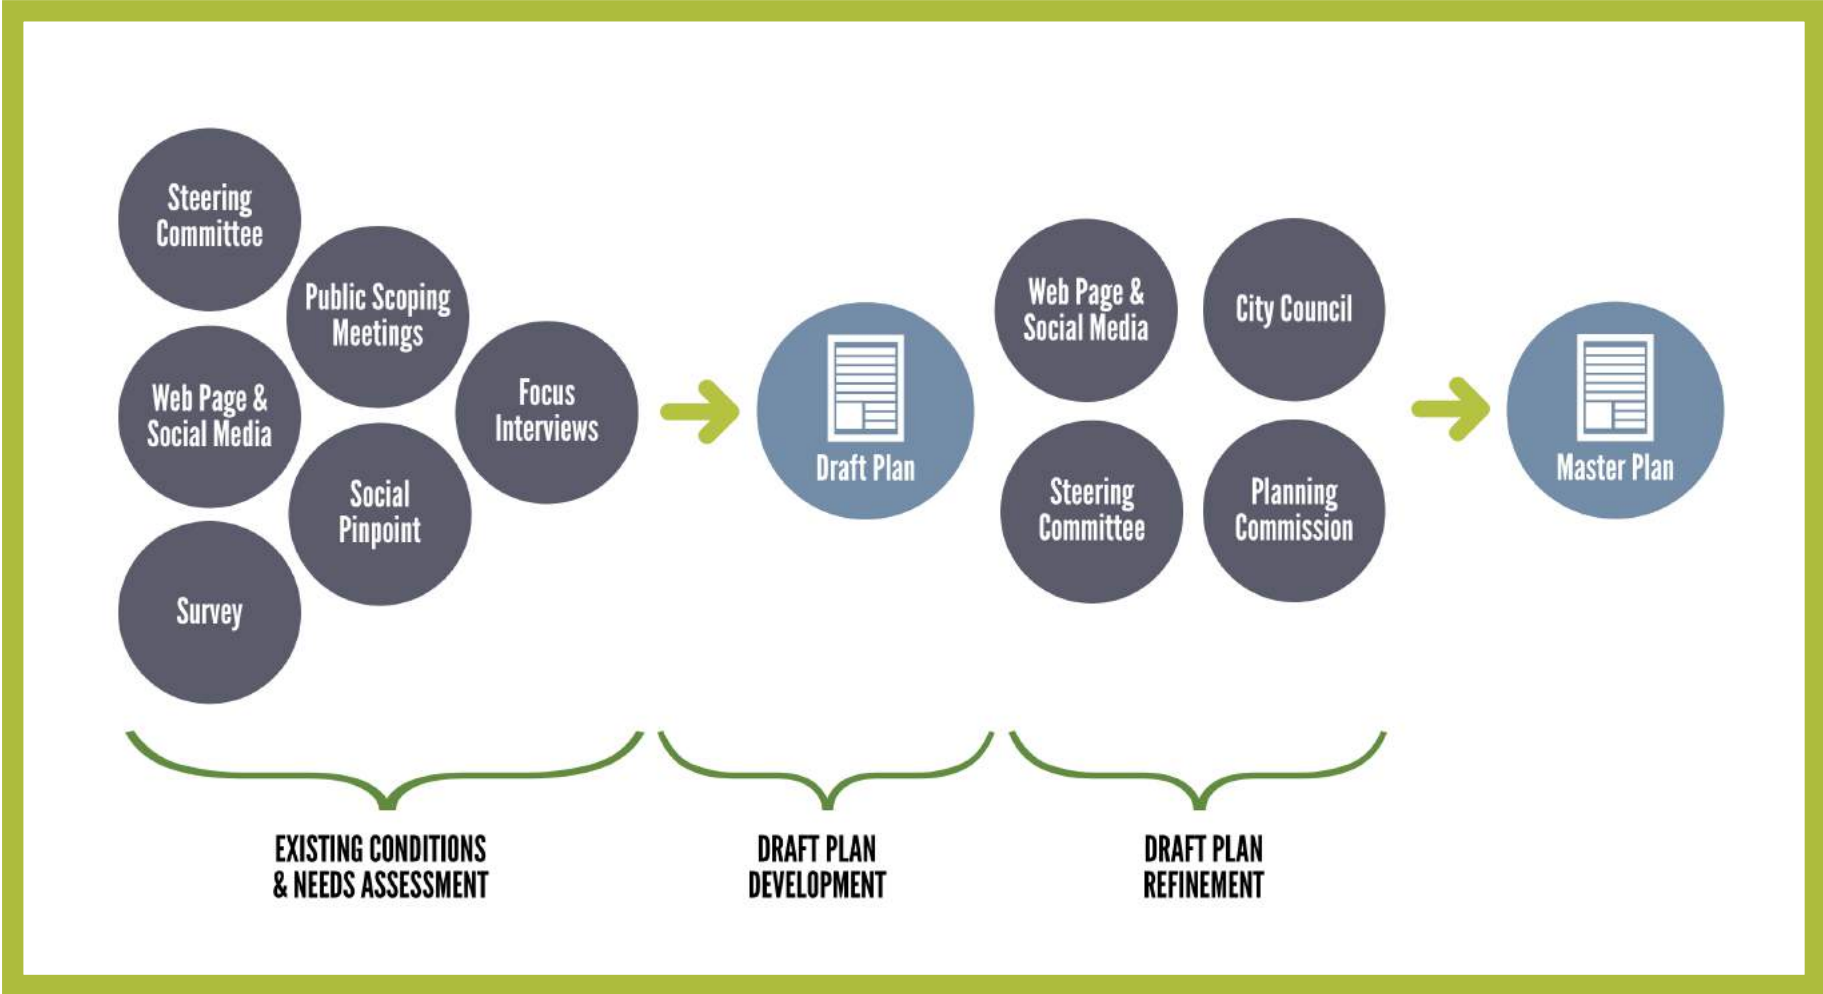 Steering
Committee
Public Scoping
Meetings
Web Page &
Social Media
Focus
Interviews
Social
Pinpoint
Survey
Draft Plan
Web Page &
Social Media
City Council
Steering
Committee
Planning
Commission
Master Plan
EXISTING CONDITIONS
& NEEDS ASSESSMENT
DRAFT PLAN
DEVELOPMENT
DRAFT PLAN
REFINEMENT